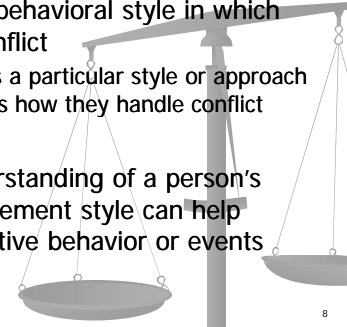 behavioral style in which
nflict
s a particular style or approach
s how they handle conflict
rstanding of a person's
ement style can help
tive behavior or events
8